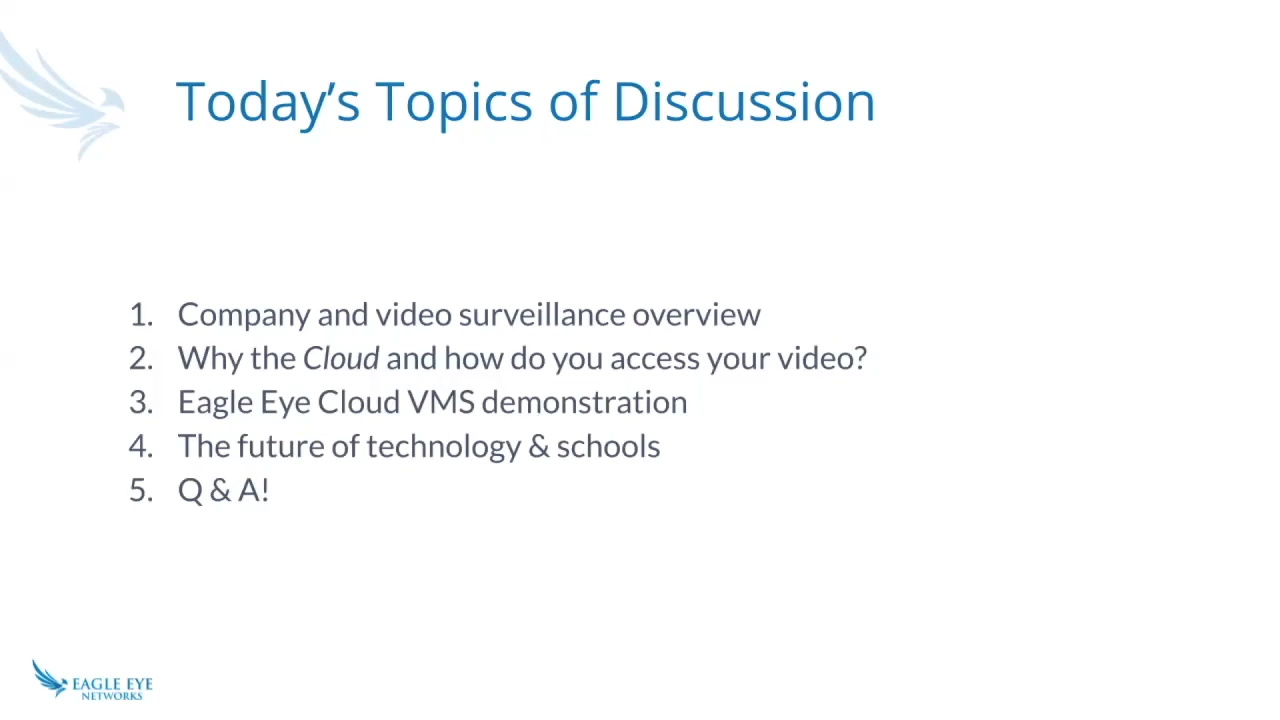 Today's Topics of Discussion
1. Company and video surveillance overview
2. Why the Cloud and how do you access your video?
3. Eagle Eye Cloud VMS demonstration
4. The future of technology & schools
5. Q & A!
EAGLE EYE
NETWORKS